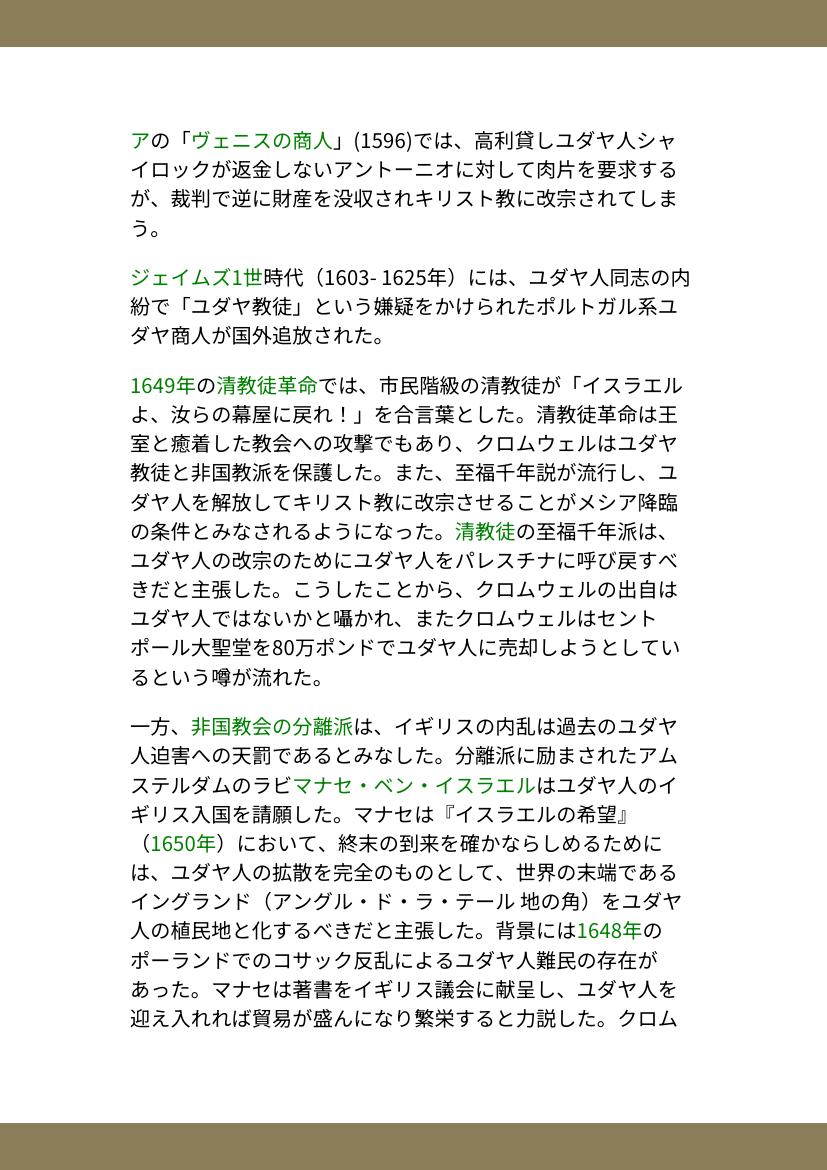 アの「ヴェニスの商人」(1596)では、高利貸しユダヤ人シャ
イロックが返金しないアントーニオに対して肉片を要求する
が、裁判で逆に財産を没収されキリスト教に改宗されてしま
う。
ジェイムズ1世時代（1603- 1625年）には、ユダヤ人同志の内
紛で「ユダヤ教徒」という嫌疑をかけられたポルトガル系ユ
ダヤ商人が国外追放された。
1649年の清教徒革命では、市民階級の清教徒が「イスラエル
よ、汝らの幕屋に戻れ！」を合言葉とした。清教徒革命は王
室と癒着した教会への攻撃でもあり、クロムウェルはユダヤ
教徒と非国教派を保護した。また、至福千年説が流行し、ユ
ダヤ人を解放してキリスト教に改宗させることがメシア降臨
の条件とみなされるようになった。清教徒の至福千年派は、
ユダヤ人の改宗のためにユダヤ人をパレスチナに呼び戻すべ
きだと主張した。こうしたことから、クロムウェルの出自は
ユダヤ人ではないかと囁かれ、またクロムウェルはセント
ポール大聖堂を80万ポンドでユダヤ人に売却しようとしてい
るという噂が流れた。
一方、非国教会の分離派は、イギリスの内乱は過去のユダヤ
人迫害への天罰であるとみなした。分離派に励まされたアム
ステルダムのラビマナセ・ベン・イスラエルはユダヤ人のイ
ギリス入国を請願した。マナセは『イスラエルの希望』
（1650年）において、終末の到来を確かならしめるために
は、ユダヤ人の拡散を完全のものとして、世界の末端である
イングランド（アングル・ド・ラ・テール 地の角）をユダヤ
人の植民地と化するべきだと主張した。背景には1648年の
ポーランドでのコサック反乱によるユダヤ人難民の存在が
あった。マナセは著書をイギリス議会に献呈し、ユダヤ人を
迎え入れれば貿易が盛んになり繁栄すると力説した。クロム